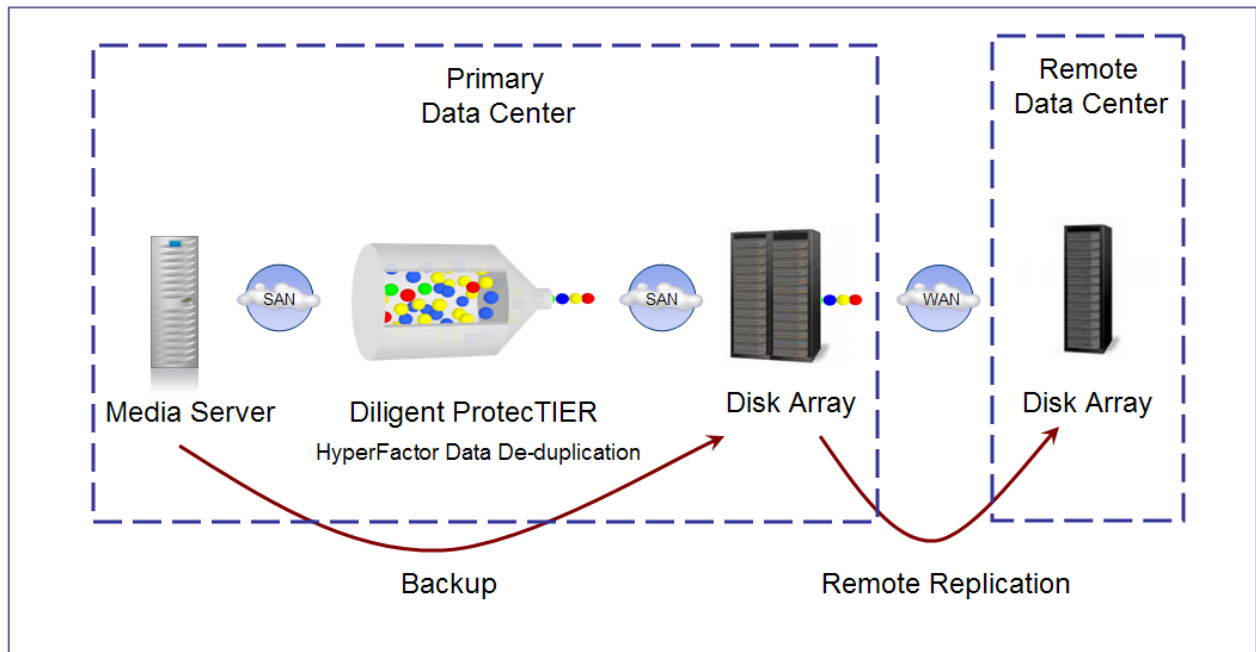 Primary
Data Center
Remote
Data Center
SAN
SAN
WAN
Media Server
Diligent ProtecTIER
HyperFactor Data De-duplication
Disk Array
Disk Array
Backup
Remote Replication